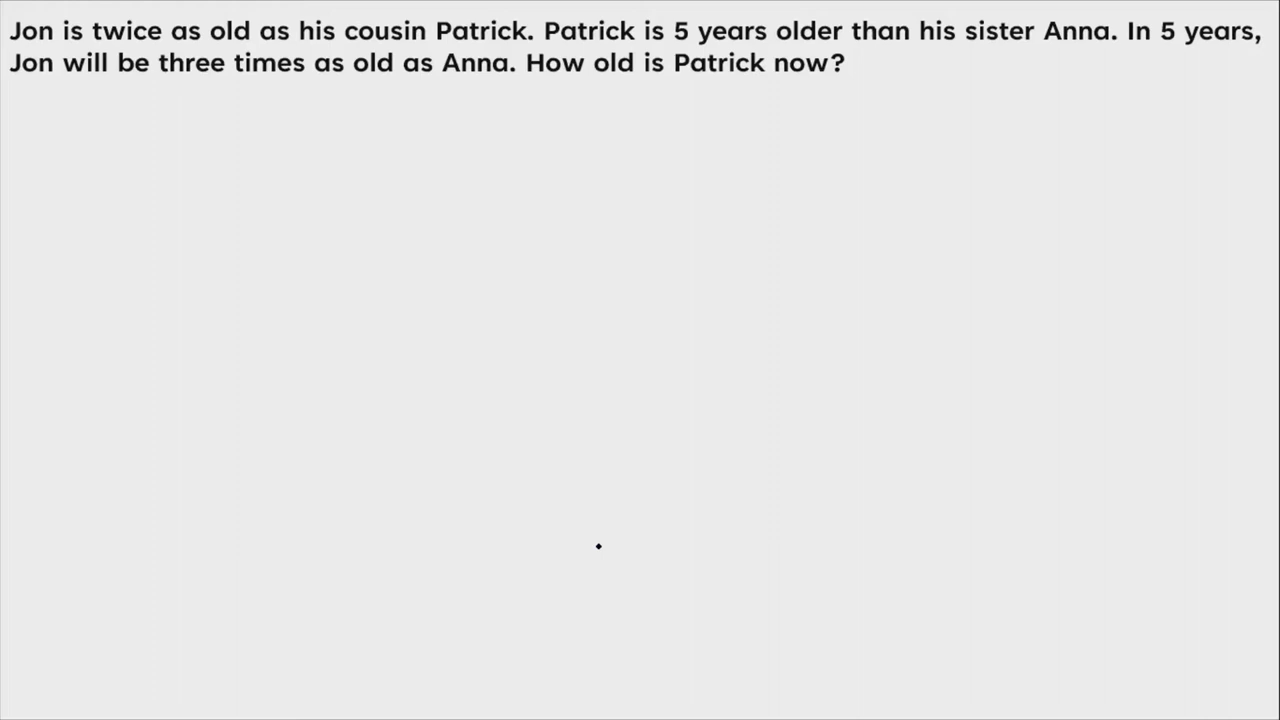 Jon is twice as old as his cousin Patrick. Patrick is 5 years older than his sister Anna. In 5 years,
Jon will be three times as old as Anna. How old is Patrick now?